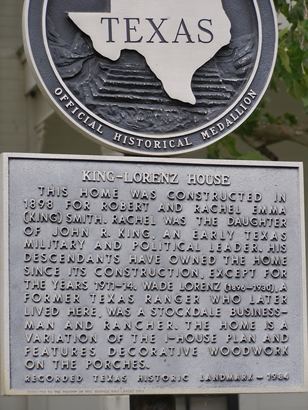 TEXAS
OFFICIAL HISTORICAL MEDALLION
KING-LORENZ HOUSE
THIS HOME WAS CONSTRUCTED IN
1898 FOR ROBERT AND RACHEL EMMA
(KING) SMITH. RACHEL WAS THE DAUGHTER
OF JOHN R. KING, AN EARLY TEXAS
MILITARY AND POLITICAL LEADER. HIS
DESCENDANTS HAVE OWNED THE HOME
SINCE ITS CONSTRUCTION, EXCEPT FOR
THE YEARS 1971-74. WADE LORENZ (1896-1980), A
FORMER TEXAS RANGER WHO LATER
LIVED HERE, WAS A STOCKDALE BUSINESS-
MAN AND RANCHER. THE HOME IS A
VARIATION OF THE I-HOUSE PLAN AND
FEATURES DECORATIVE WOODWORK
ON THE PORCHES.
RECORDED TEXAS HISTORIC LANDMARK-1984